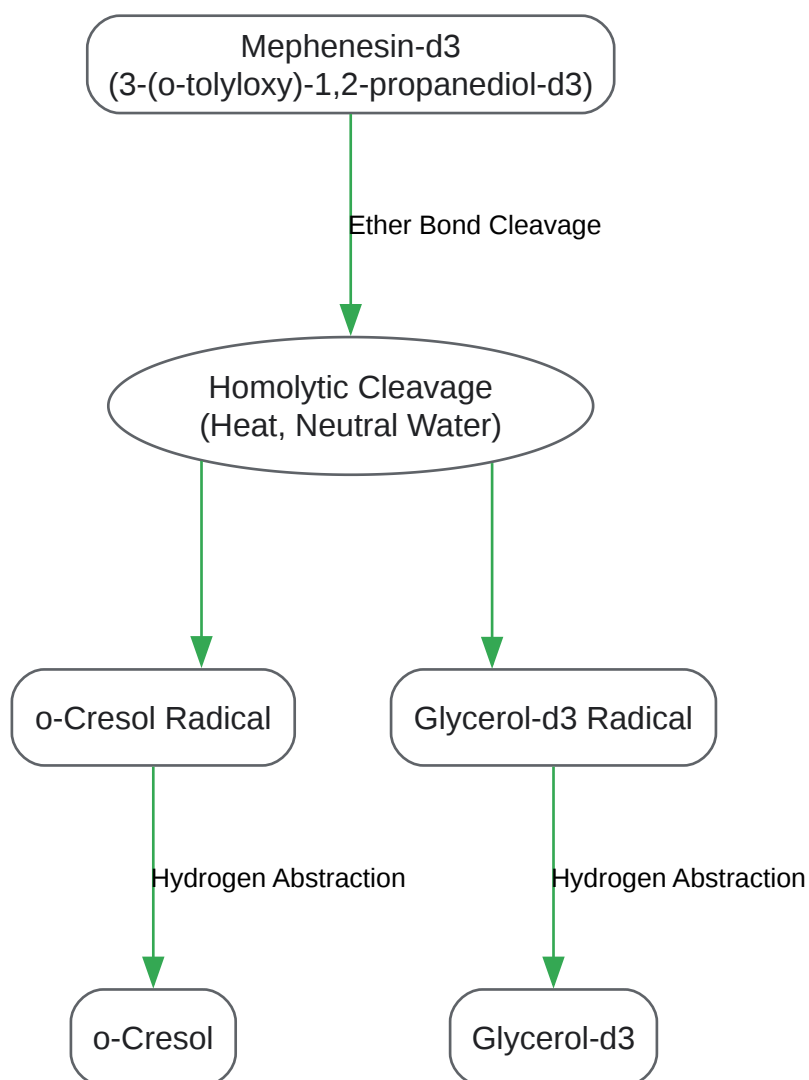 Mephenesin-d3
(3-(o-tolyloxy)-1,2-propanediol-d3)
Ether Bond Cleavage
Homolytic Cleavage
(Heat, Neutral Water)
o-Cresol Radical
Glycerol-d3 Radical
Hydrogen Abstraction
Hydrogen Abstraction
o-Cresol
Glycerol-d3